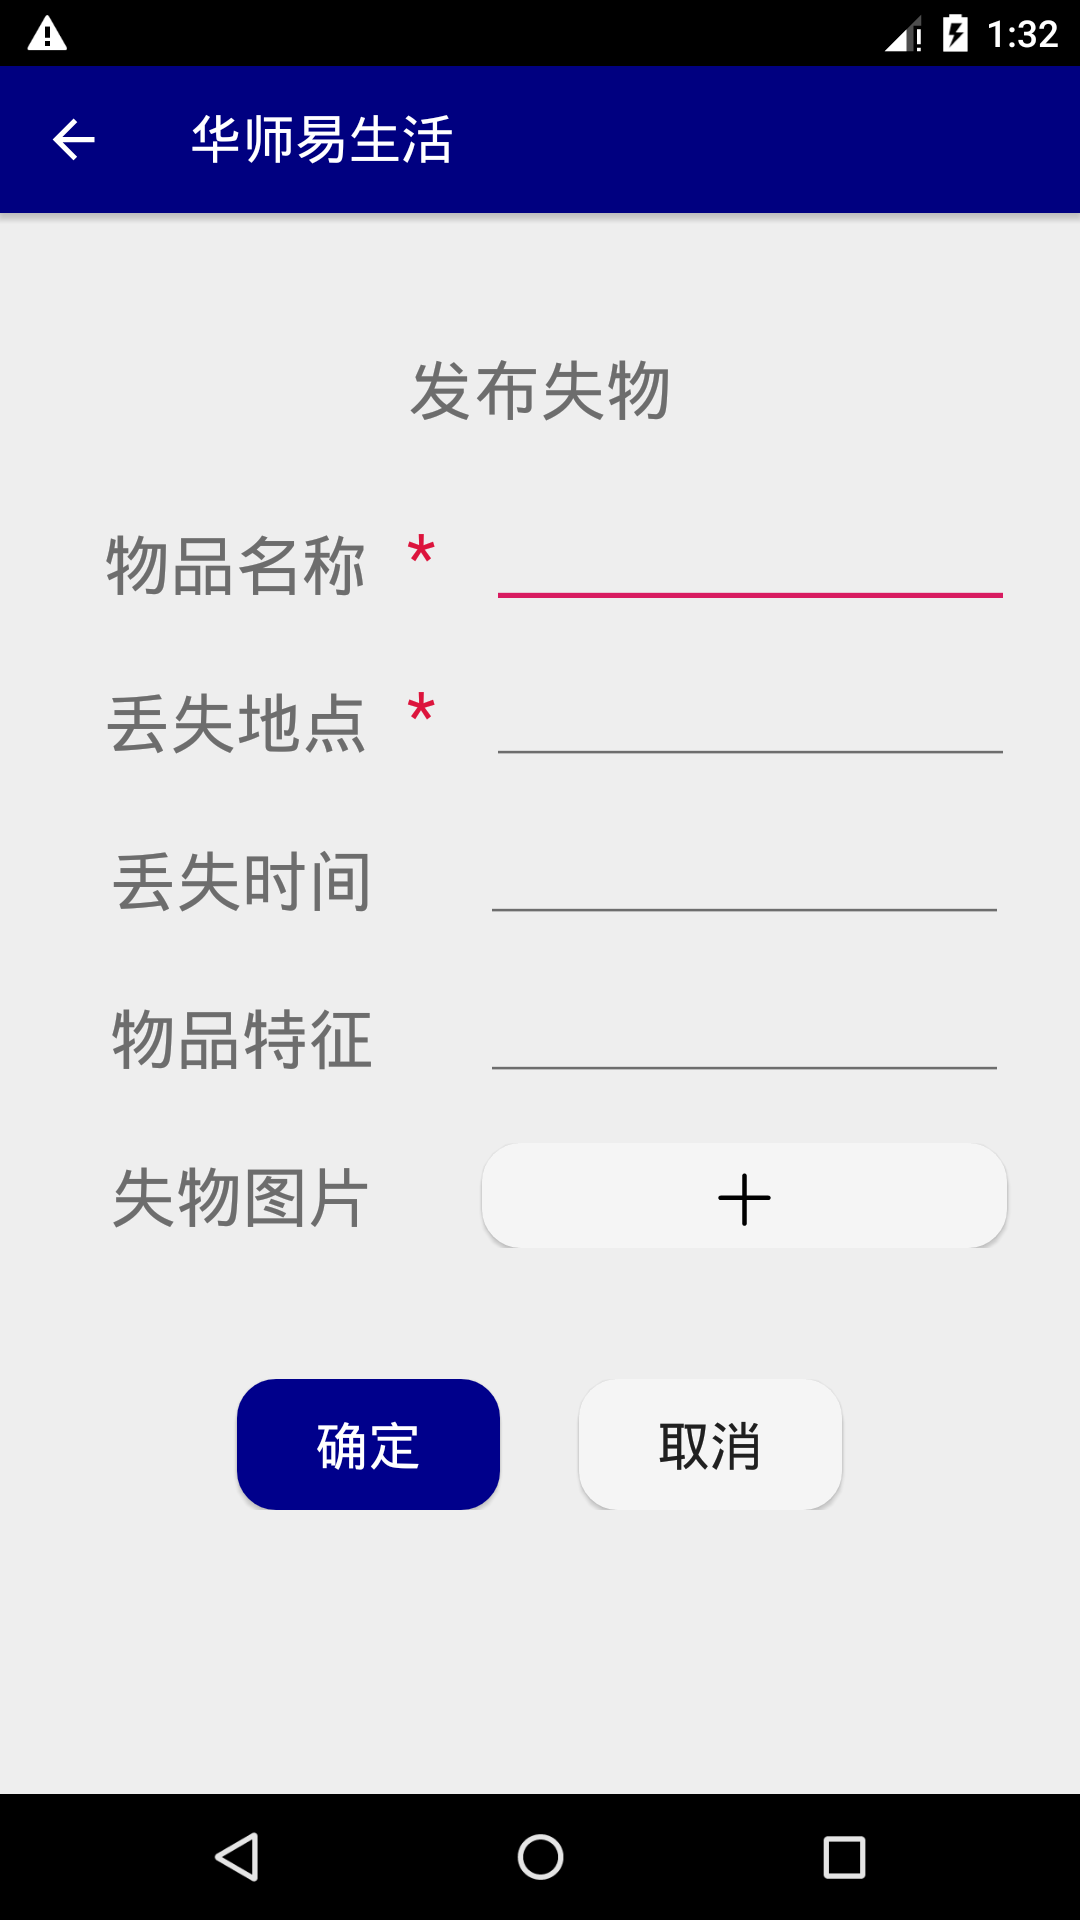 1:32
华师易生活
发布失物
物品名称 *
丢失地点 *
丢失时间
物品特征
失物图片
确定 取消